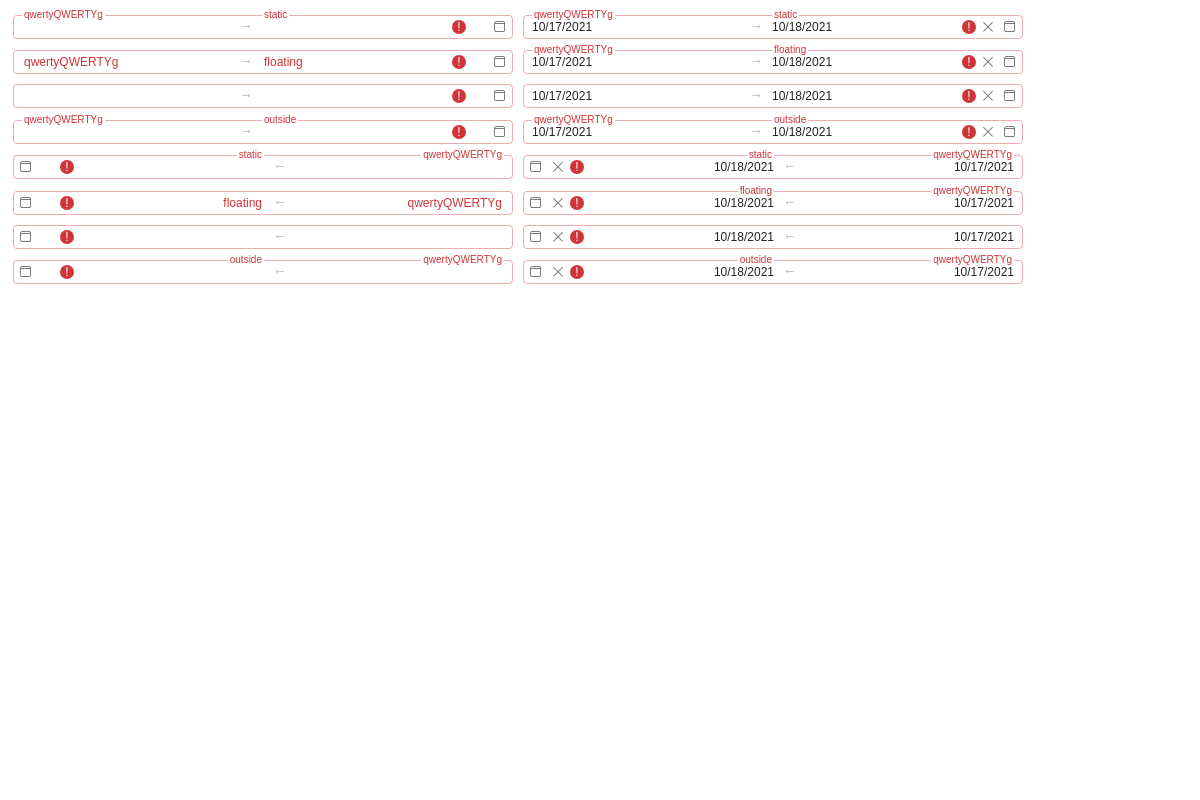 qwertyQWERTYg static
→ !
qwertyQWERTYg static
10/17/2021 → 10/18/2021 !
qwertyQWERTYg → floating !
qwertyQWERTYg floating
10/17/2021 → 10/18/2021 !
→ !
10/17/2021 → 10/18/2021 !
qwertyQWERTYg outside
→ !
qwertyQWERTYg outside
10/17/2021 → 10/18/2021 !
static qwertyQWERTYg
! ←
static qwertyQWERTYg
! 10/18/2021 ← 10/17/2021
! floating ← qwertyQWERTYg
floating qwertyQWERTYg
! 10/18/2021 ← 10/17/2021
! ←
! 10/18/2021 ← 10/17/2021
outside qwertyQWERTYg
! ←
outside qwertyQWERTYg
! 10/18/2021 ← 10/17/2021